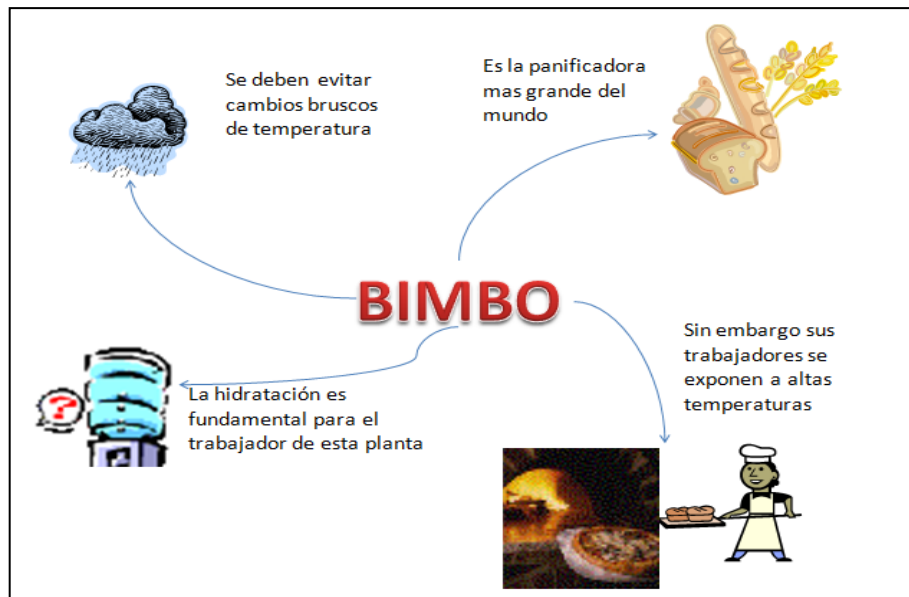 Se deben evitar
cambios bruscos
de temperatura
Es la panificadora
mas grande del
mundo
BIMBO
Sin embargo sus
trabajadores se
exponen a altas
temperaturas
?
La hidratación es
fundamental para el
trabajador de esta planta